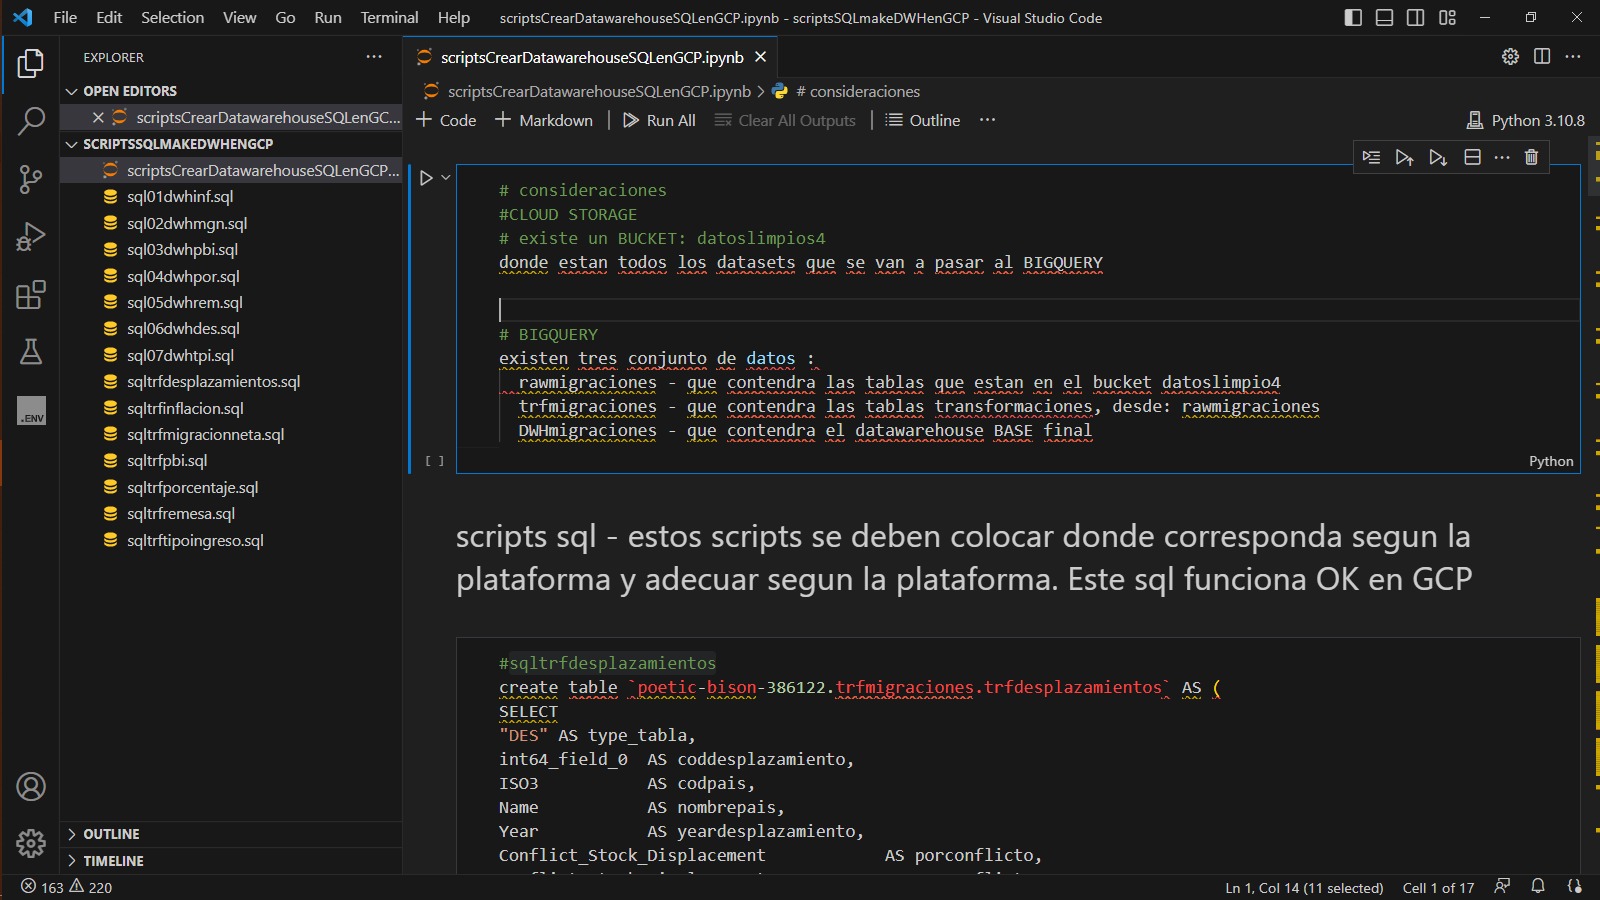 File Edit Selection View Go Run Terminal Help
scriptsCrearDatawarehouseSQLenGCP.ipynb - scriptsSQLmakeDWHenGCP - Visual Studio Code
EXPLORER
OPEN EDITORS
scriptsCrearDatawarehouseSQLenGC...
SCRIPTSSQLMAKEDWHENGCP
scriptsCrearDatawarehouseSQLenGCP...
sql01dwhinf.sql
sql02dwhmgn.sql
sql03dwhpbi.sql
sql04dwhpor.sql
sql05dwhrem.sql
sql06dwhdes.sql
sql07dwhtpi.sql
sqltrfdesplazamientos.sql
sqltrfinflacion.sql
sqltrfmigracionneta.sql
sqltrfpbi.sql
sqltrfporcentaje.sql
sqltrfremesa.sql
sqltrftipoingreso.sql
.ENV
OUTLINE
TIMELINE
scriptsCrearDatawarehouseSQLenGCP.ipynb
scriptsCrearDatawarehouseSQLenGCP.ipynb > # consideraciones
+ Code + Markdown | Run All Clear All Outputs | Outline ...
Python 3.10.8
# consideraciones
#CLOUD STORAGE
# existe un BUCKET: datoslimpios4
donde estan todos los datasets que se van a pasar al BIGQUERY
# BIGQUERY
existen tres conjunto de datos :
rawmigraciones - que contendra las tablas que estan en el bucket datoslimpio4
trfmigraciones - que contendra las tablas transformaciones, desde: rawmigraciones
DWHmigraciones - que contendra el datawarehouse BASE final
[ ]
Python
scripts sql - estos scripts se deben colocar donde corresponda segun la
plataforma y adecuar segun la plataforma. Este sql funciona OK en GCP
#sqltrfdesplazamientos
create table `poetic-bison-386122.trfmigraciones.trfdesplazamientos` AS (
SELECT
"DES" AS type_tabla,
int64_field_0 AS coddesplazamiento,
ISO3 AS codpais,
Name AS nombrepais,
Year AS yeardesplazamiento,
Conflict_Stock_Displacement AS porconflicto,
163 220
Ln 1, Col 14 (11 selected) Cell 1 of 17